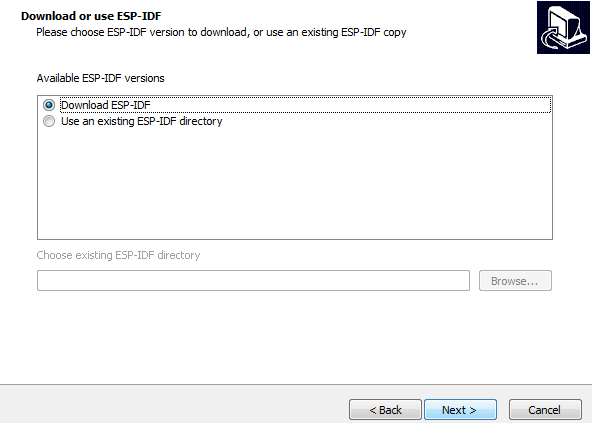 Download or use ESP-IDF
Please choose ESP-IDF version to download, or use an existing ESP-IDF copy
Available ESP-IDF versions
Download ESP-IDF
Use an existing ESP-IDF directory
Choose existing ESP-IDF directory
Browse...
< Back
Next >
Cancel